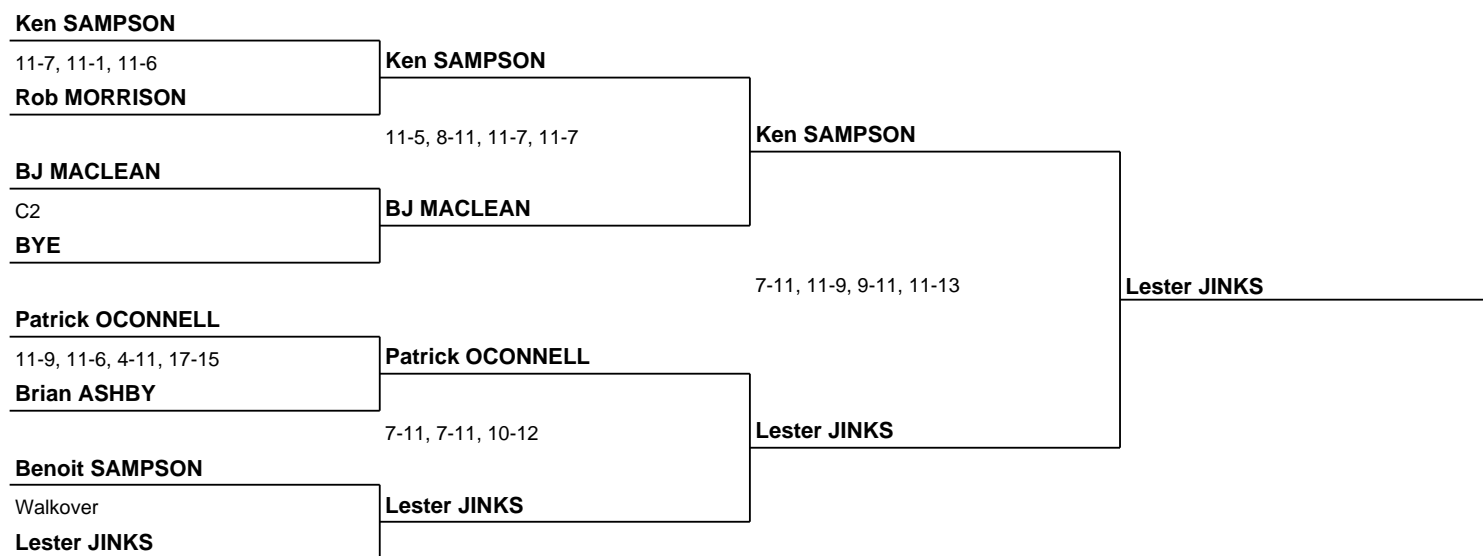 Ken SAMPSON
11-7, 11-1, 11-6
Ken SAMPSON
Rob MORRISON
11-5, 8-11, 11-7, 11-7
Ken SAMPSON
BJ MACLEAN
C2
BJ MACLEAN
BYE
7-11, 11-9, 9-11, 11-13
Lester JINKS
Patrick OCONNELL
11-9, 11-6, 4-11, 17-15
Patrick OCONNELL
Brian ASHBY
7-11, 7-11, 10-12
Lester JINKS
Benoit SAMPSON
Walkover
Lester JINKS
Lester JINKS